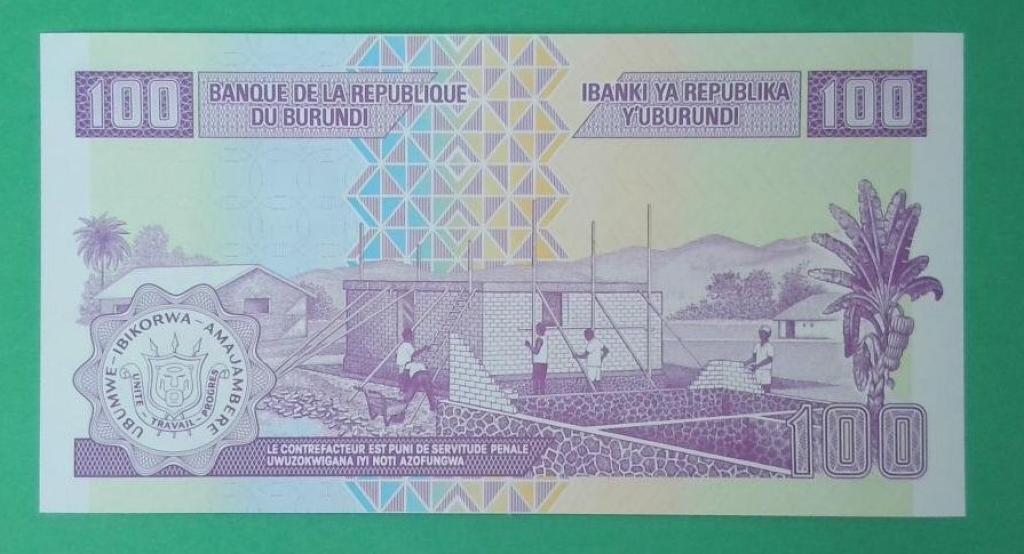 100
BANQUE DE LA REPUBLIQUE
DU BURUNDI
IBANKI YA REPUBLIKA
Y'UBURUNDI
100
UBUMWE-IBIKORWA-AMAJAMBERE
UNITE-TRAVAIL-PROGRES
LE CONTREFACTEUR EST PUNI DE SERVITUDE PENALE
UWUZOKWIGANA IYI NOTI AZOFUNGWA
100